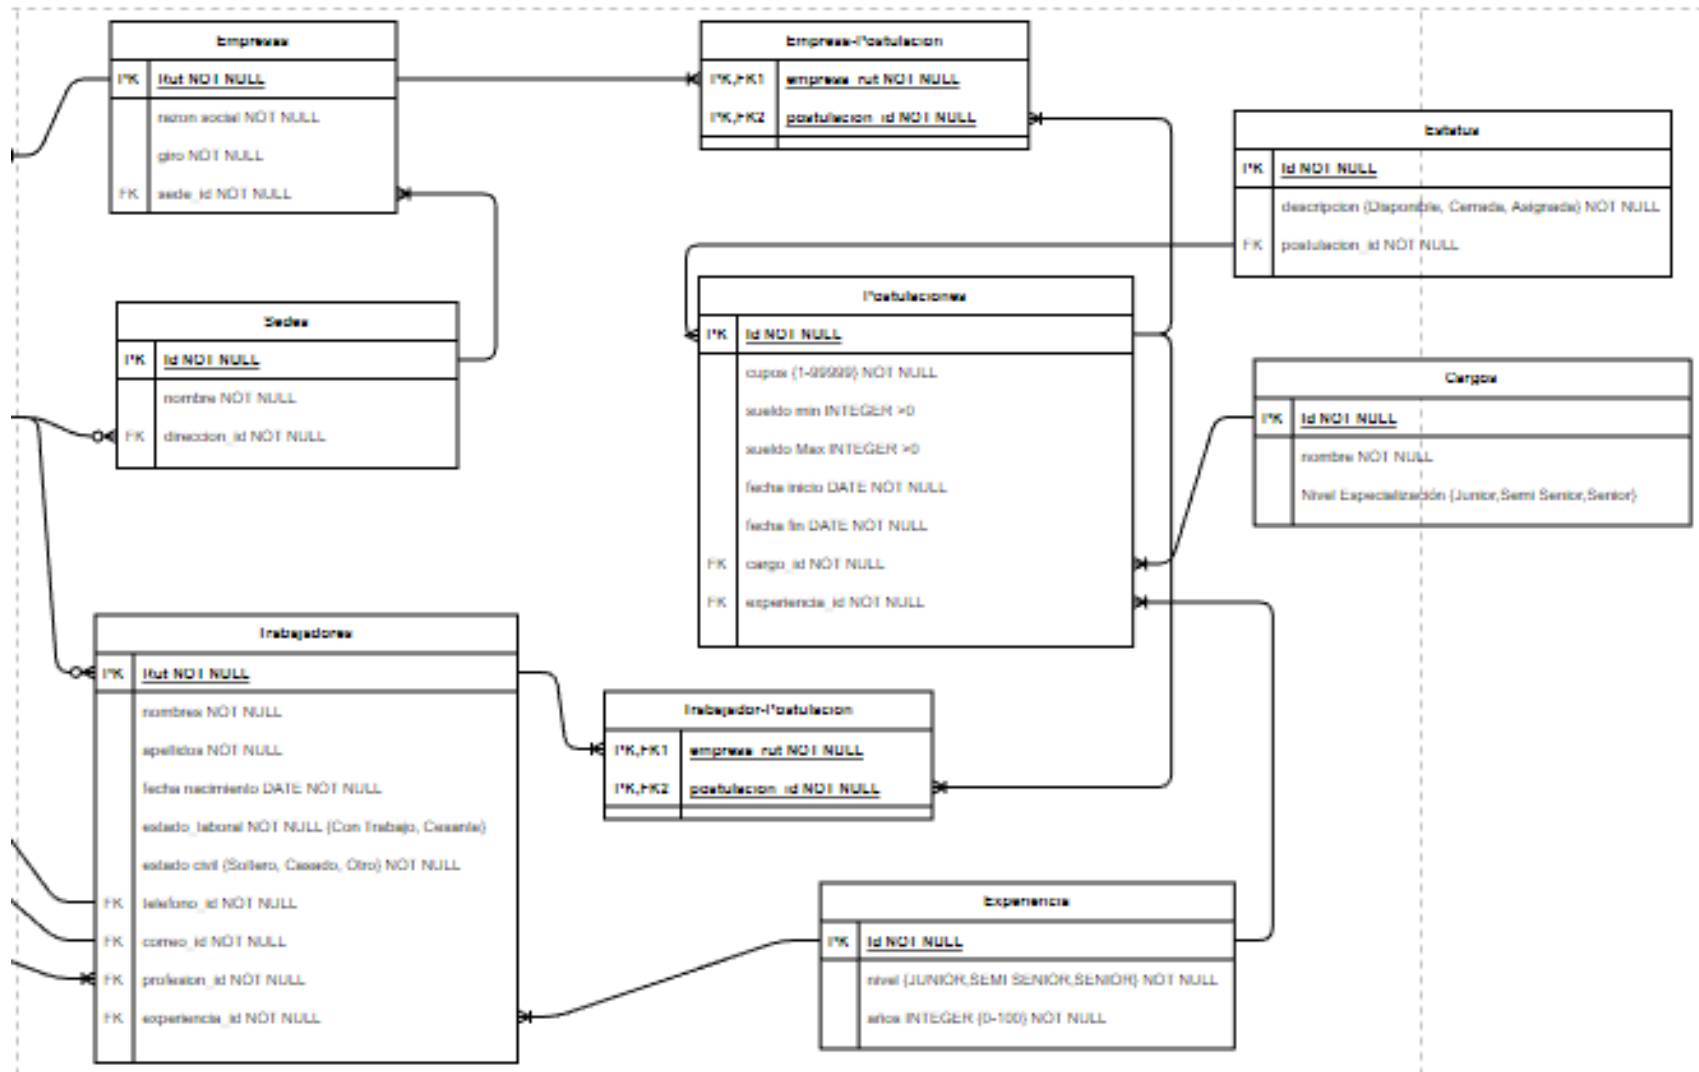 Empresas
PK Rut NOT NULL
razon social NOT NULL
giro NOT NULL
FK sede_id NOT NULL
Empresa-Postulacion
PK,FK1 empresa_rut NOT NULL
PK,FK2 postulacion_id NOT NULL
Estatus
PK Id NOT NULL
descripcion {Disponible, Cerrada, Asignada} NOT NULL
FK postulacion_id NOT NULL
Sedes
PK Id NOT NULL
nombre NOT NULL
FK direccion_id NOT NULL
Postulaciones
PK Id NOT NULL
cupos {1-99999} NOT NULL
sueldo min INTEGER >0
sueldo Max INTEGER >0
fecha inicio DATE NOT NULL
fecha fin DATE NOT NULL
FK cargo_id NOT NULL
FK experiencia_id NOT NULL
Cargos
PK Id NOT NULL
nombre NOT NULL
Nivel Especialización {Junior,Semi Senior,Senior}
Trabajadores
PK Rut NOT NULL
nombres NOT NULL
apellidos NOT NULL
fecha nacimiento DATE NOT NULL
estado_laboral NOT NULL {Con Trabajo, Cesante}
estado civil {Soltero, Casado, Otro} NOT NULL
FK telefono_id NOT NULL
FK correo_id NOT NULL
FK profesion_id NOT NULL
FK experiencia_id NOT NULL
Trabajador-Postulacion
PK,FK1 empresa_rut NOT NULL
PK,FK2 postulacion_id NOT NULL
Experiencia
PK Id NOT NULL
nivel {JUNIOR,SEMI SENIOR,SENIOR} NOT NULL
años INTEGER {0-100} NOT NULL